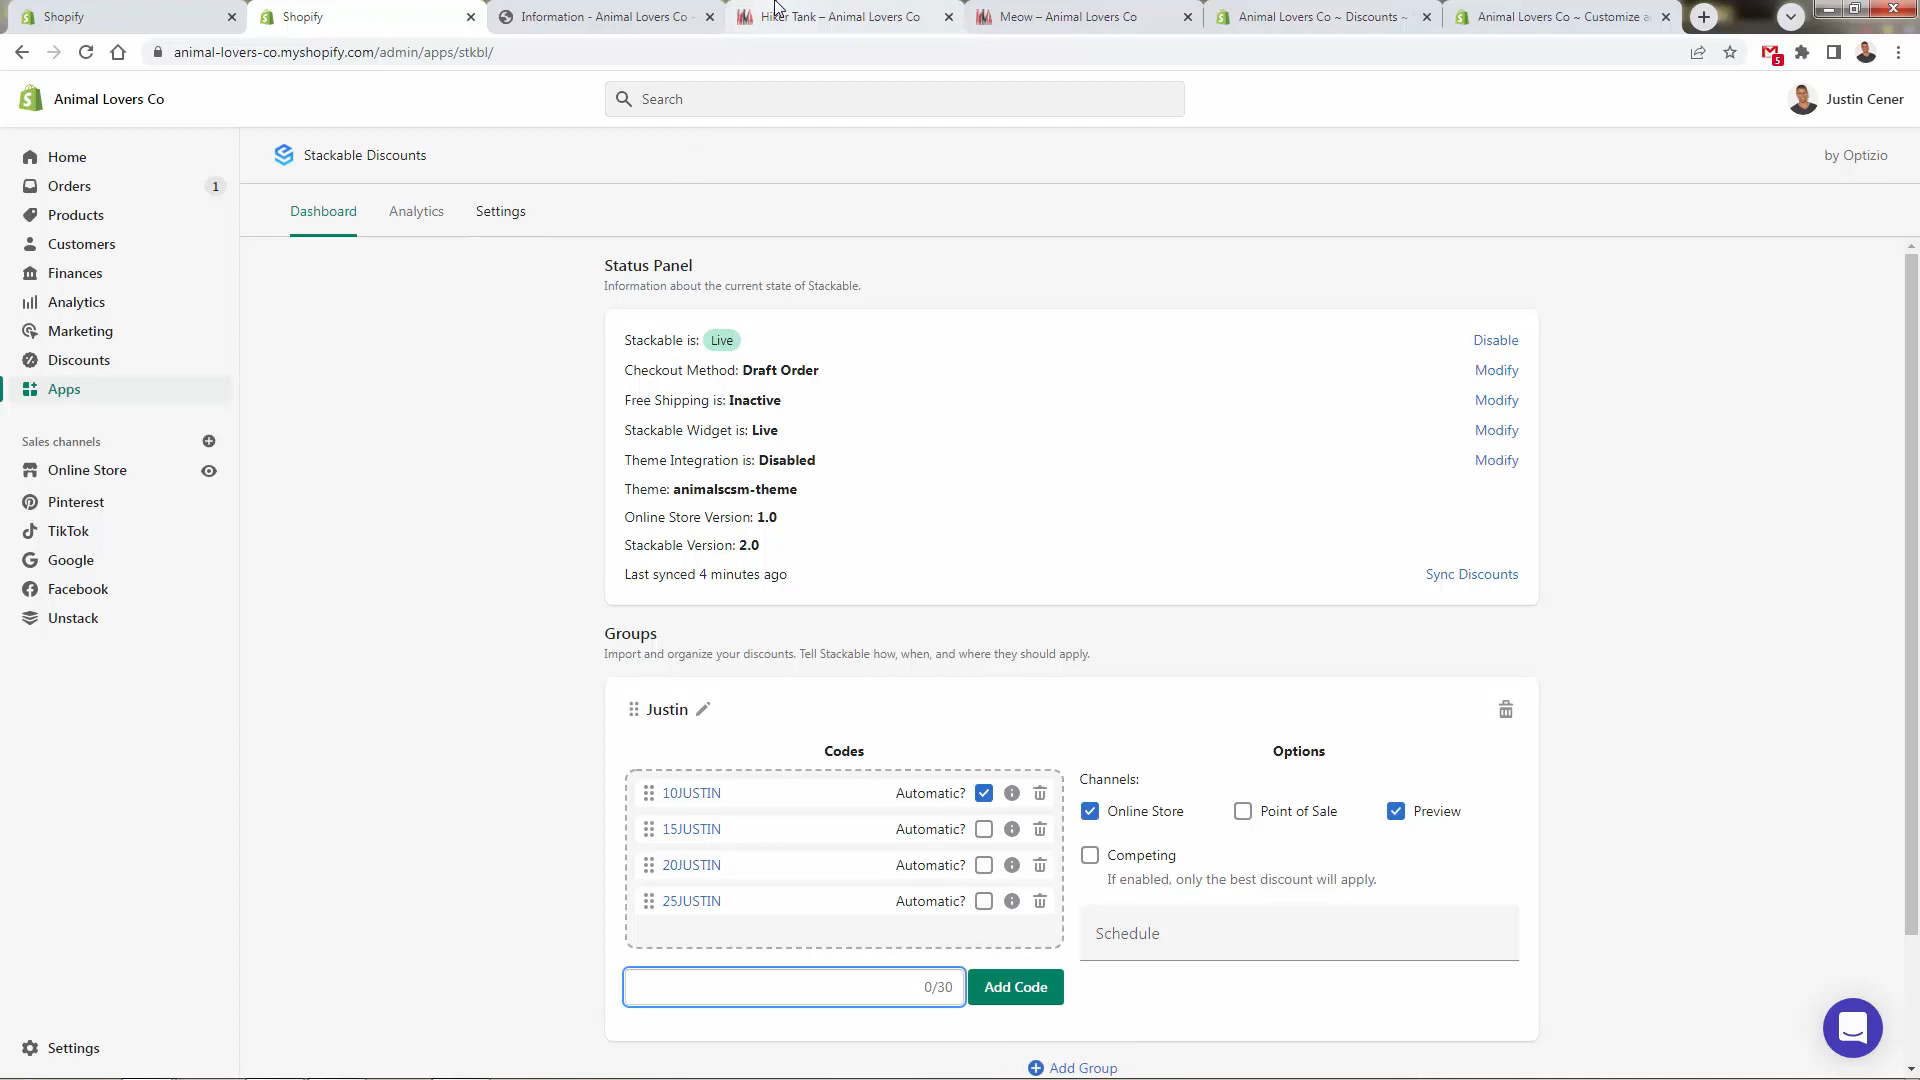 Shopify
Shopify
Information - Animal Lovers Co -
Hiker Tank – Animal Lovers Co
Meow – Animal Lovers Co
Animal Lovers Co ~ Discounts ~
Animal Lovers Co ~ Customize a
animal-lovers-co.myshopify.com/admin/apps/stkbl/
5
Animal Lovers Co
Search
Justin Cener
Home
Orders
1
Products
Customers
Finances
Analytics
Marketing
Discounts
Apps
Sales channels
Online Store
Pinterest
TikTok
Google
Facebook
Unstack
Settings
Stackable Discounts
by Optizio
Dashboard
Analytics
Settings
Status Panel
Information about the current state of Stackable.
Stackable is: Live
Disable
Checkout Method: Draft Order
Modify
Free Shipping is: Inactive
Modify
Stackable Widget is: Live
Modify
Theme Integration is: Disabled
Modify
Theme: animalscsm-theme
Online Store Version: 1.0
Stackable Version: 2.0
Last synced 4 minutes ago
Sync Discounts
Groups
Import and organize your discounts. Tell Stackable how, when, and where they should apply.
Justin
Codes
10JUSTIN Automatic?
15JUSTIN Automatic?
20JUSTIN Automatic?
25JUSTIN Automatic?
0/30
Add Code
Options
Channels:
Online Store
Point of Sale
Preview
Competing
If enabled, only the best discount will apply.
Schedule
Add Group